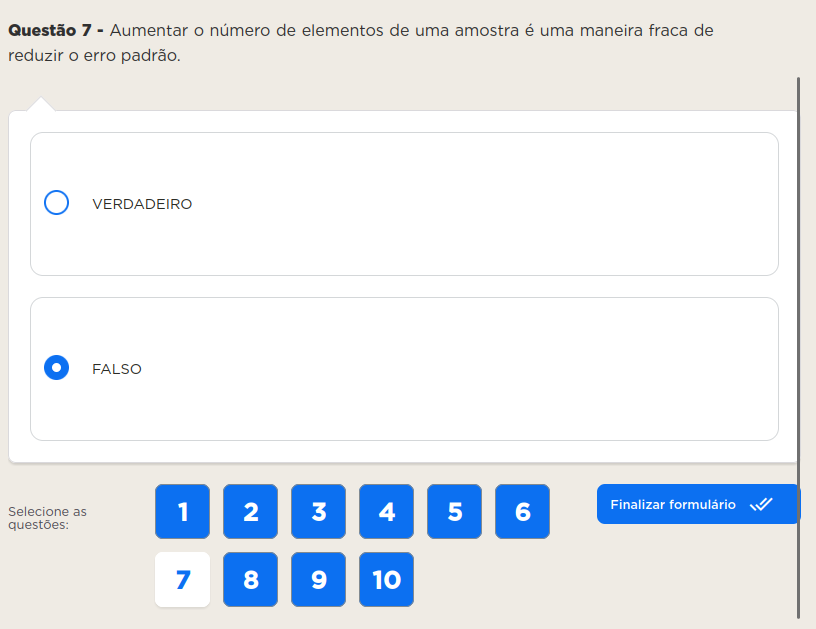 Questão 7 - Aumentar o número de elementos de uma amostra é uma maneira fraca de
reduzir o erro padrão.
VERDADEIRO
FALSO
Selecione as
questões:
1 2 3 4 5 6
7 8 9 10
Finalizar formulário